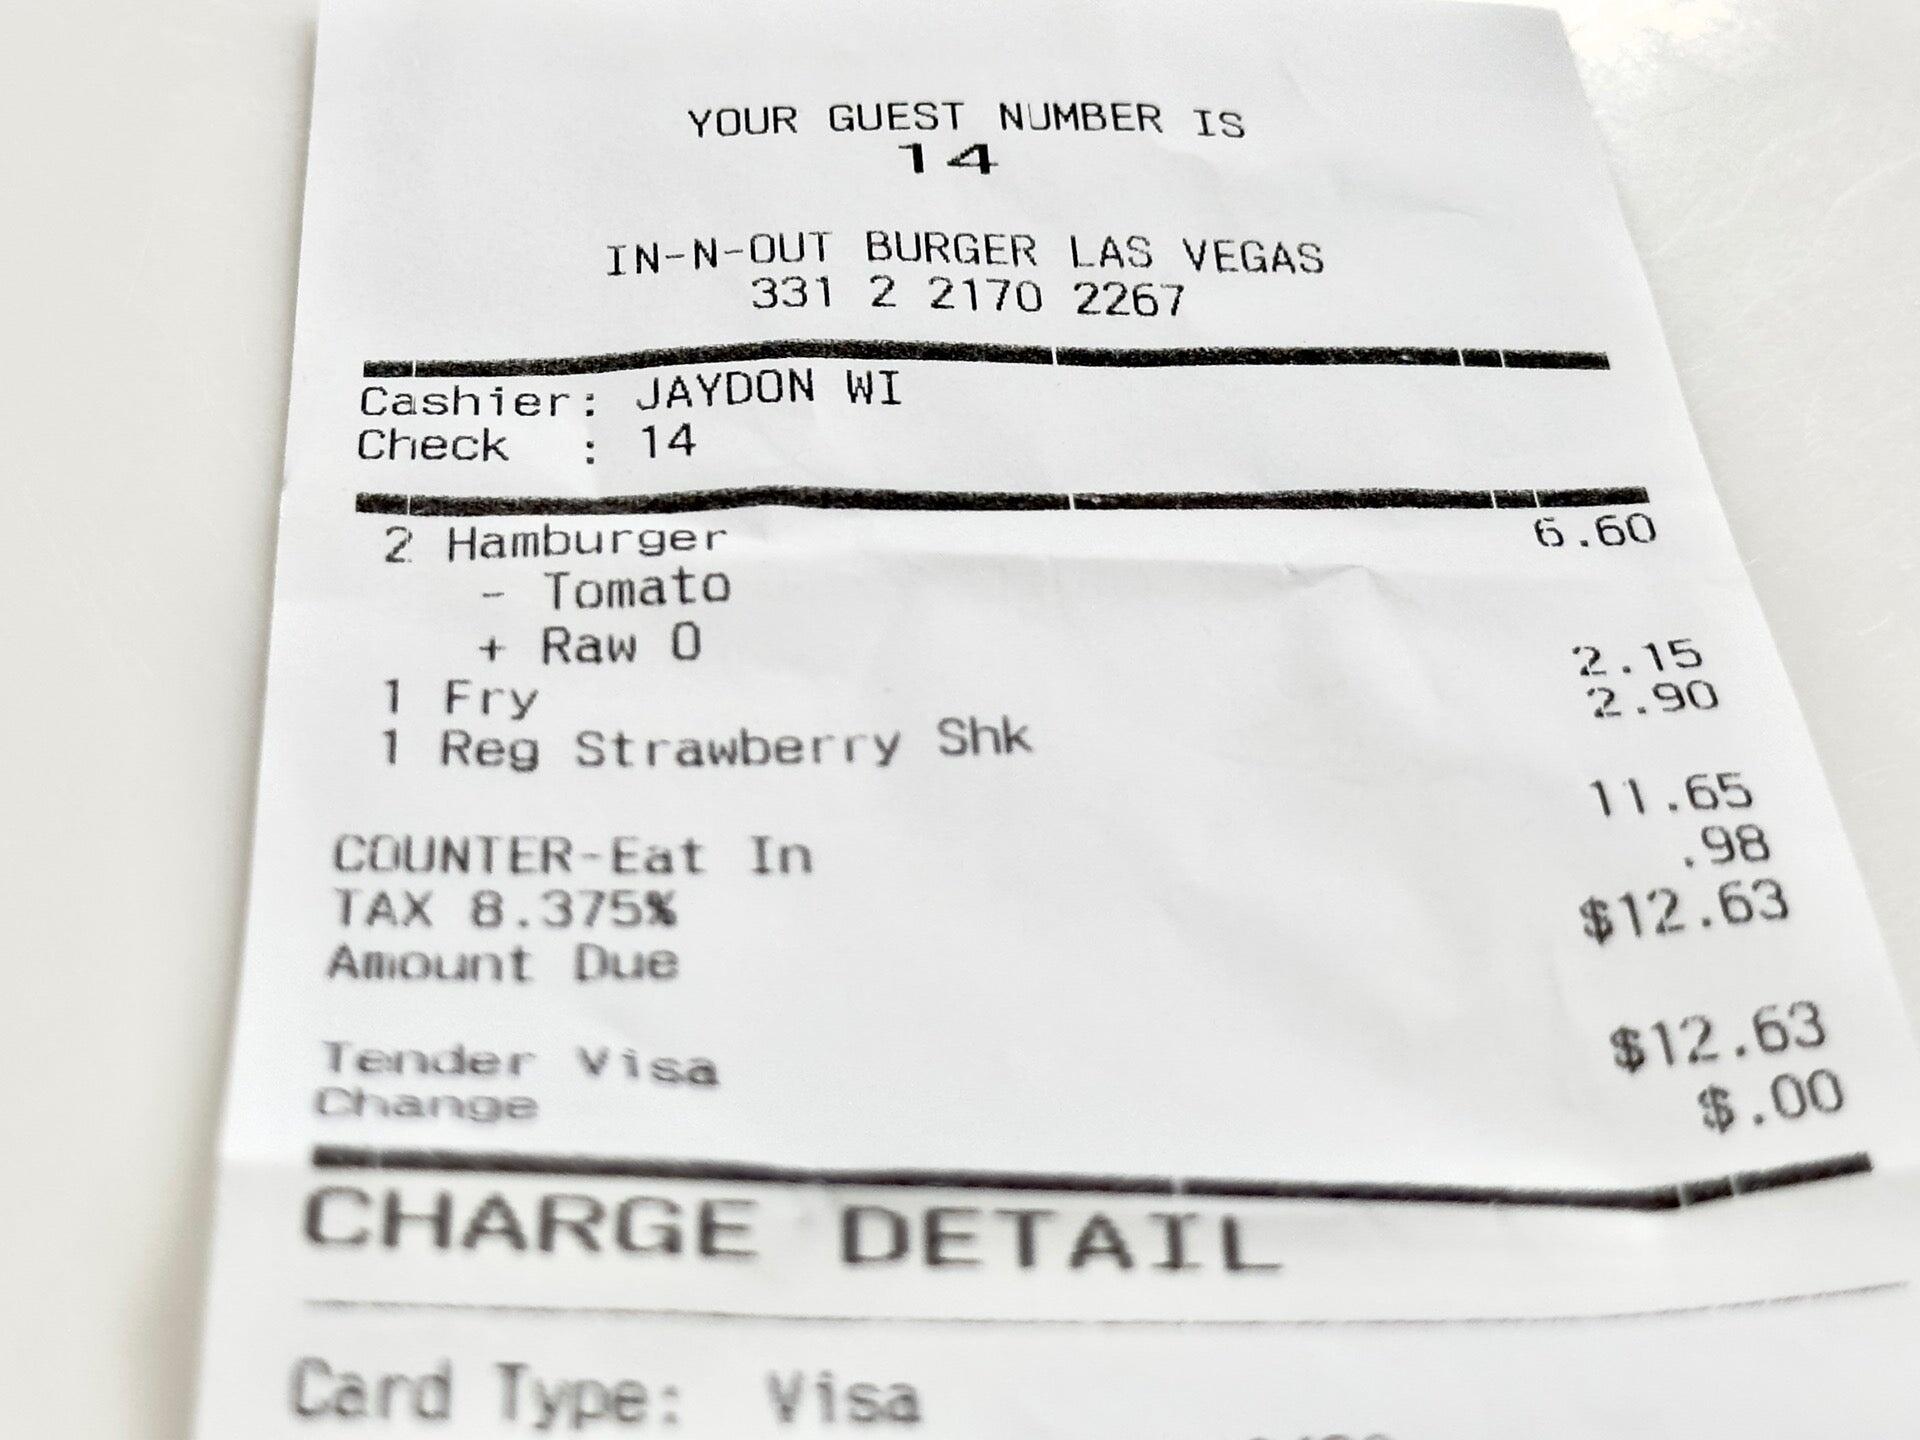 YOUR GUEST NUMBER IS
14
IN-N-OUT BURGER LAS VEGAS
331 2 2170 2267
Cashier: JAYDON WI
Check : 14
2 Hamburger 6.60
- Tomato
+ Raw O
1 Fry 2.15
1 Reg Strawberry Shk 2.90
COUNTER-Eat In 11.65
TAX 8.375% .98
Amount Due $12.63
Tender Visa $12.63
Change $.00
CHARGE DETAIL
Card Type: Visa